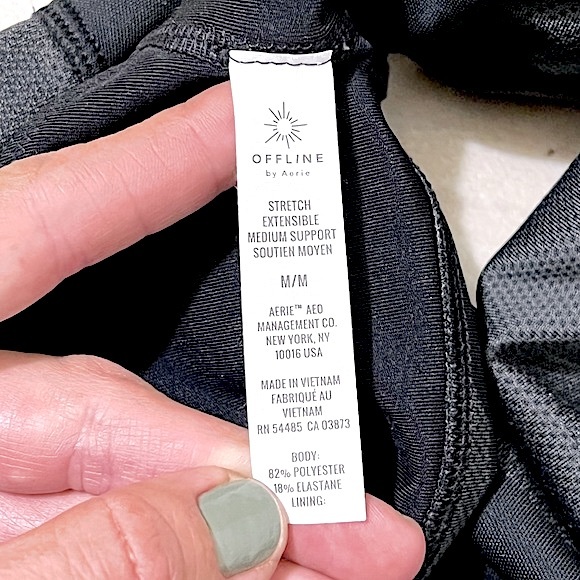 OFFLINE
by Aerie
STRETCH
EXTENSIBLE
MEDIUM SUPPORT
SOUTIEN MOYEN
M/M
AERIE™ AEO
MANAGEMENT CO.
NEW YORK, NY
10016 USA
MADE IN VIETNAM
FABRIQUÉ AU
VIETNAM
RN 54485 CA 03873
BODY:
82% POLYESTER
18% ELASTANE
LINING: